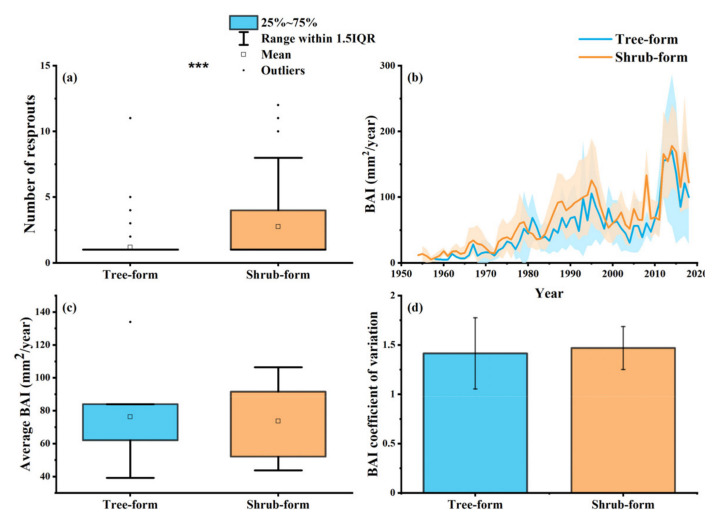 25%~75%
Range within 1.5IQR
Mean
Outliers
(a)
***
Number of resprouts
15
10
5
0
Tree-form
Shrub-form
Tree-form
Shrub-form
(b)
BAI (mm²/year)
300
200
100
0
1950
1960
1970
1980
1990
2000
2010
2020
Year
(c)
Average BAI (mm²/year)
140
120
100
80
60
40
Tree-form
Shrub-form
(d)
BAI coefficient of variation
2
1.5
1
0.5
0
Tree-form
Shrub-form